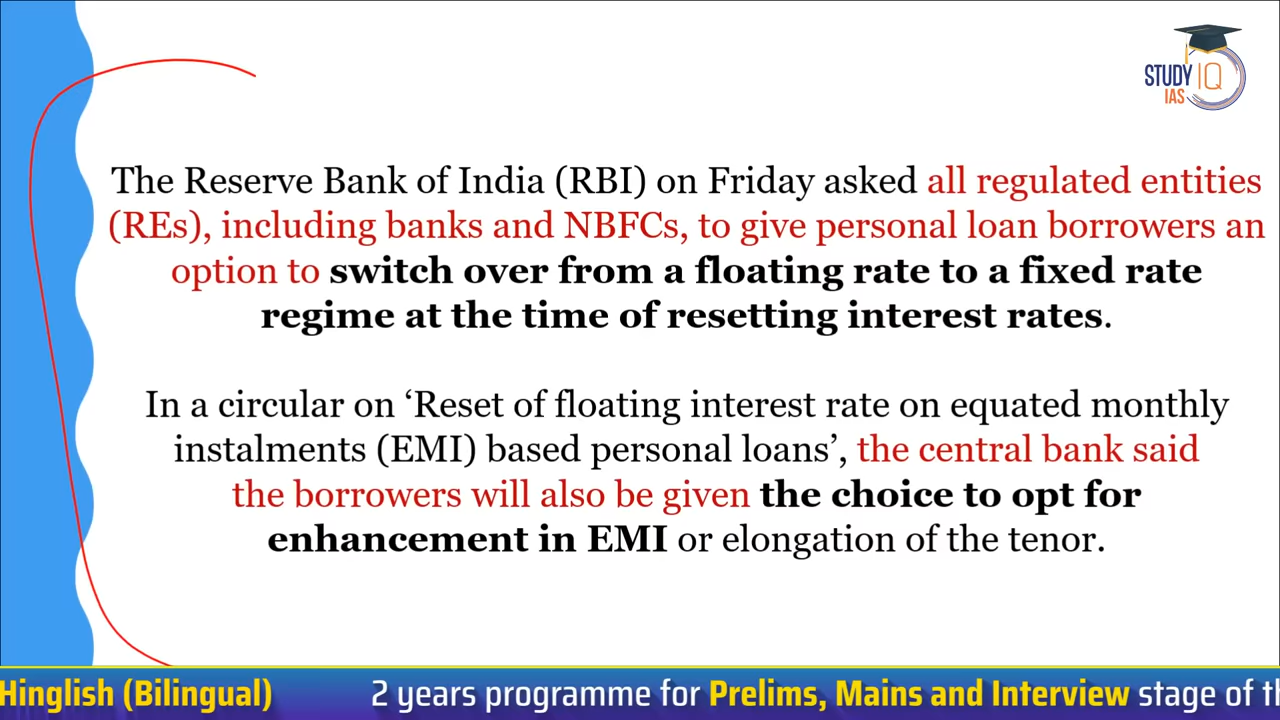 STUDY IQ
IAS
The Reserve Bank of India (RBI) on Friday asked all regulated entities
(REs), including banks and NBFCs, to give personal loan borrowers an
option to switch over from a floating rate to a fixed rate
regime at the time of resetting interest rates.
In a circular on ‘Reset of floating interest rate on equated monthly
instalments (EMI) based personal loans’, the central bank said
the borrowers will also be given the choice to opt for
enhancement in EMI or elongation of the tenor.
Hinglish (Bilingual) 2 years programme for Prelims, Mains and Interview stage of